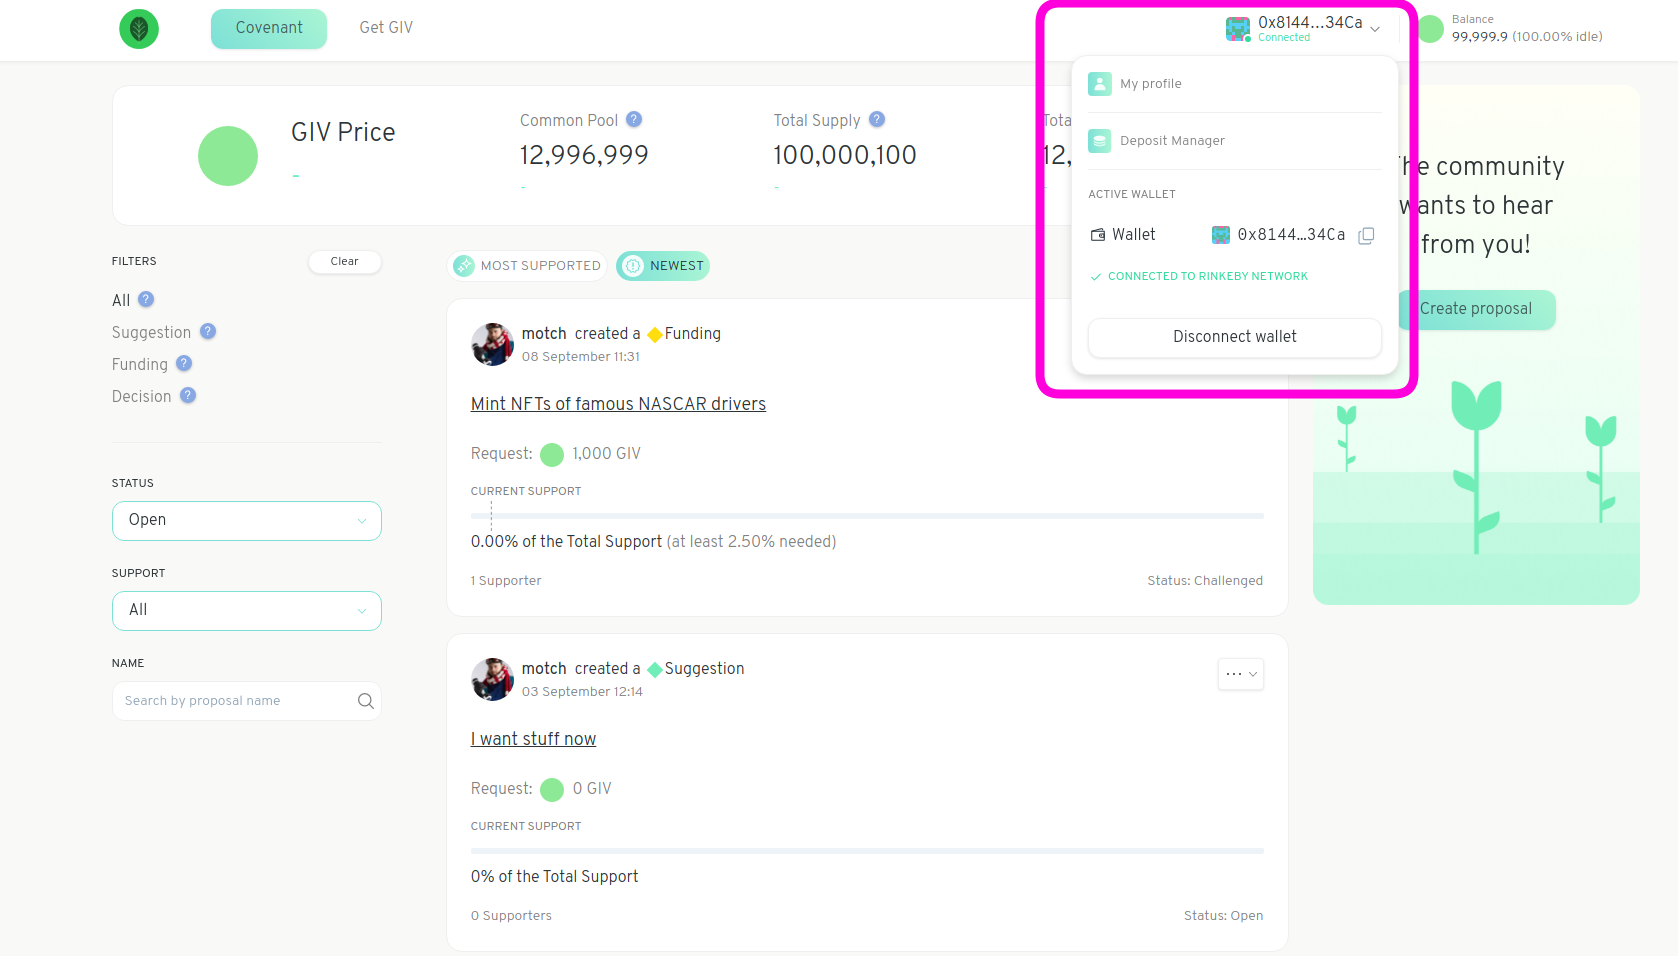 Covenant
Get GIV
0x8144...34Ca
Connected
Balance
99,999.9 (100.00% idle)
My profile
Deposit Manager
ACTIVE WALLET
Wallet
0x8144…34Ca
CONNECTED TO RINKEBY NETWORK
Disconnect wallet
GIV Price
-
Common Pool ?
12,996,999
-
Total Supply ?
100,000,100
-
12,
-
The community
wants to hear
from you!
Create proposal
FILTERS
Clear
All ?
Suggestion ?
Funding ?
Decision ?
STATUS
Open
SUPPORT
All
NAME
Search by proposal name
MOST SUPPORTED
NEWEST
motch created a Funding
08 September 11:31
Mint NFTs of famous NASCAR drivers
Request: 1,000 GIV
CURRENT SUPPORT
0.00% of the Total Support (at least 2.50% needed)
1 Supporter
Status: Challenged
motch created a Suggestion
03 September 12:14
I want stuff now
Request: 0 GIV
CURRENT SUPPORT
0% of the Total Support
0 Supporters
Status: Open